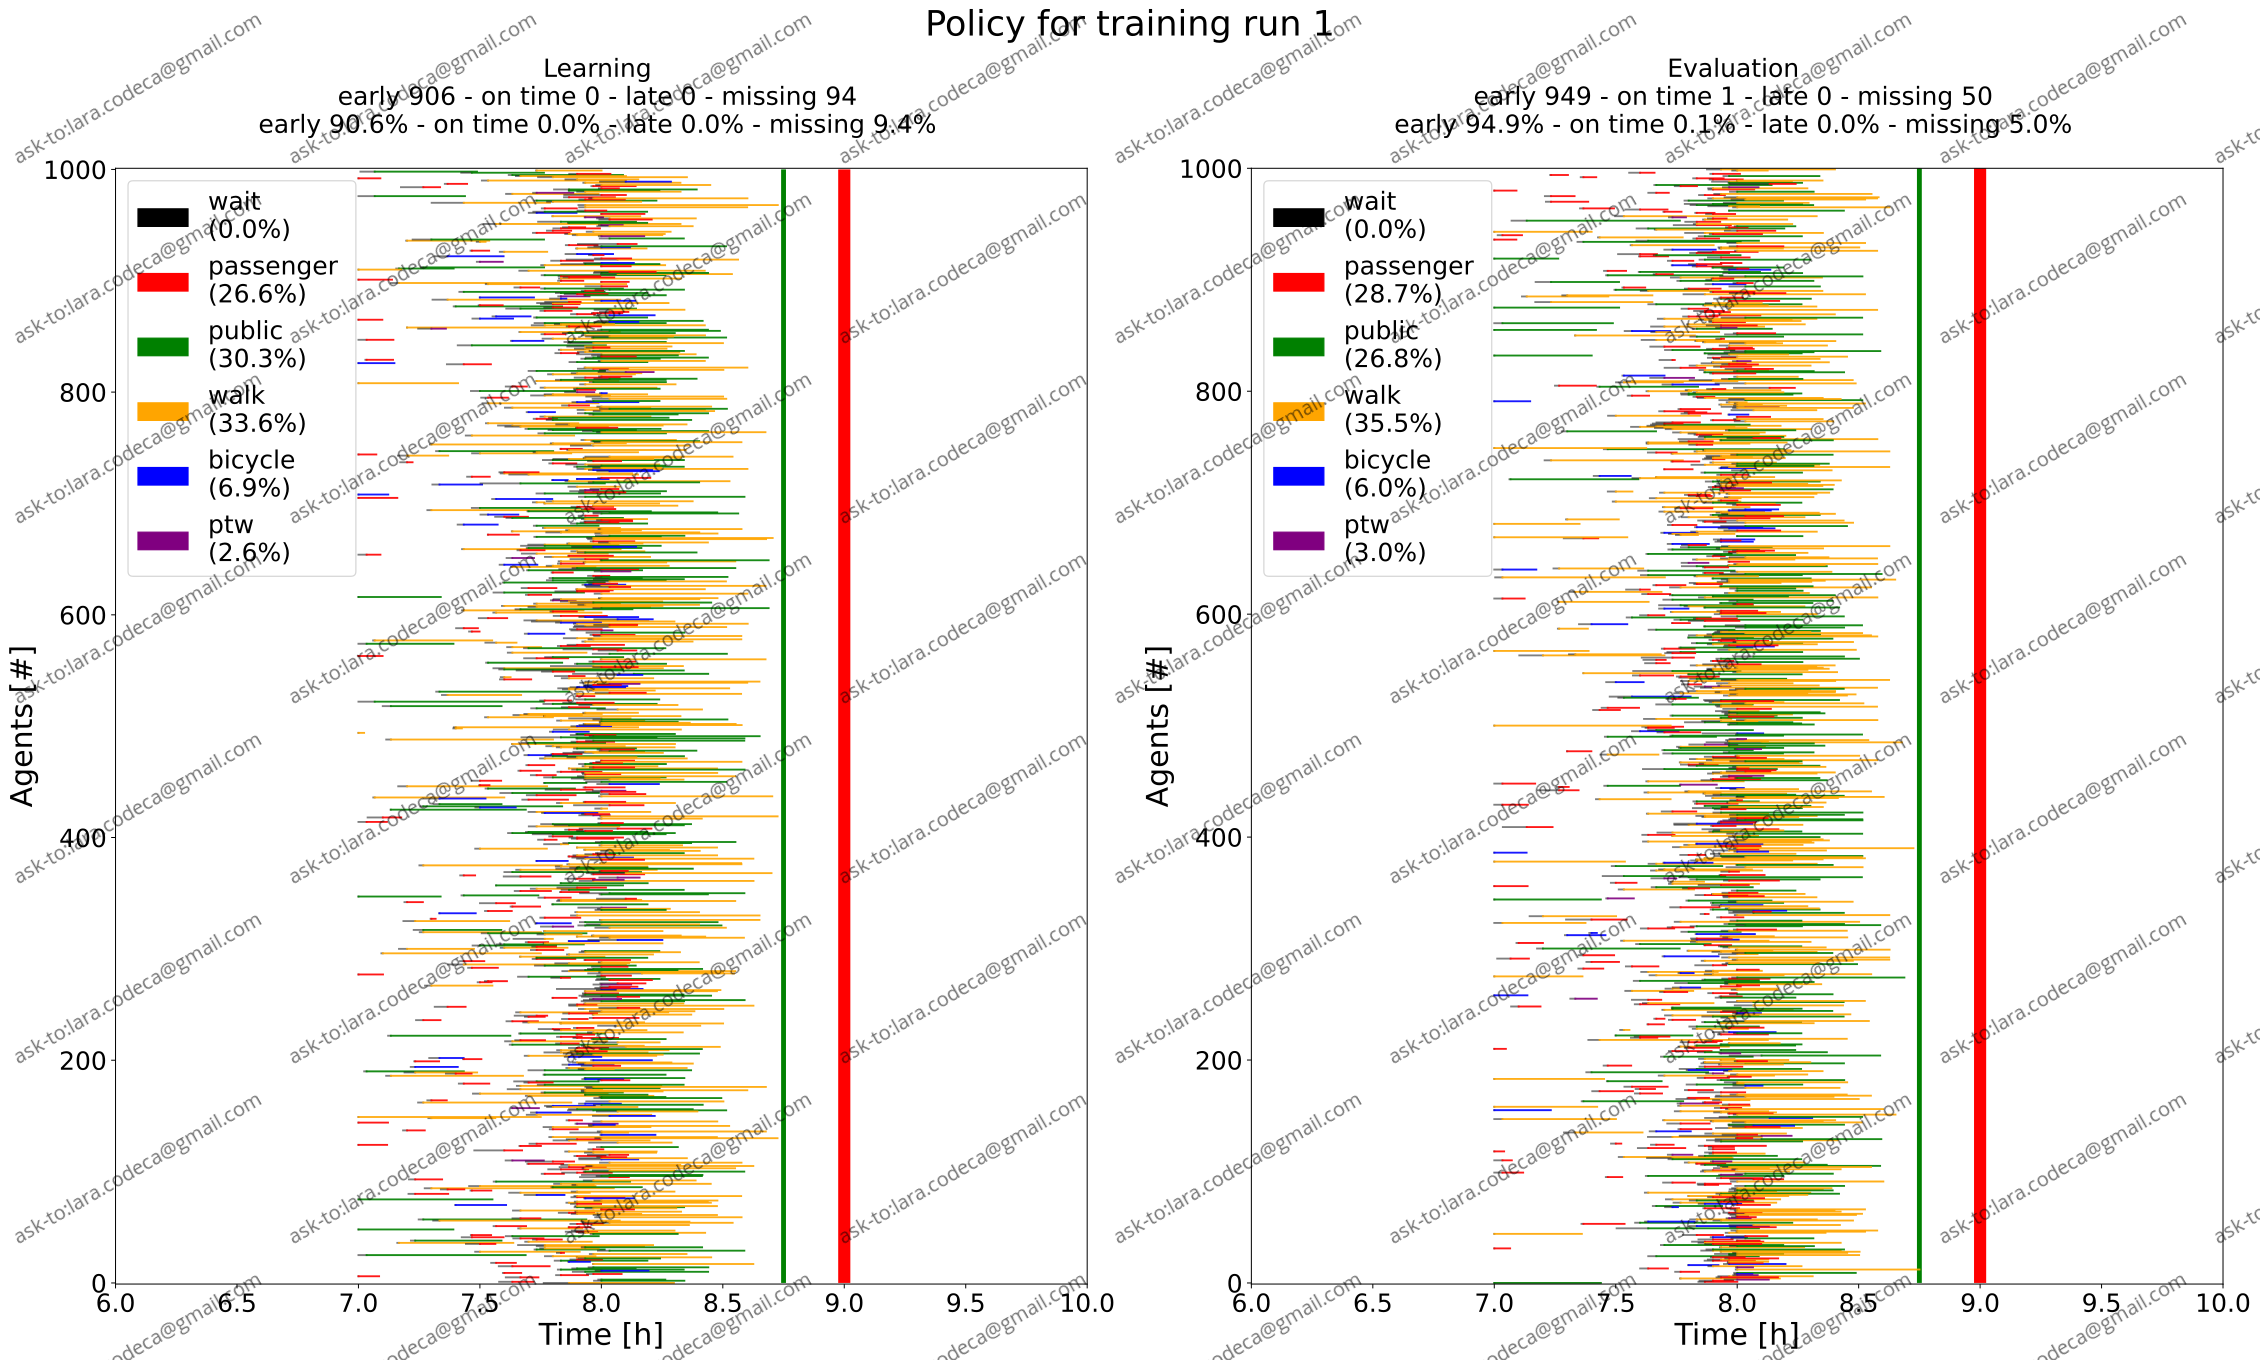 Policy for training run 1
Learning
early 906 - on time 0 - late 0 - missing 94
early 90.6% - on time 0.0% - late 0.0% - missing 9.4%
1000
800
600
400
200
0
Agents [#]
wait
(0.0%)
passenger
(26.6%)
public
(30.3%)
walk
(33.6%)
bicycle
(6.9%)
ptw
(2.6%)
6.0 6.5 7.0 7.5 8.0 8.5 9.0 9.5 10.0
Time [h]
Evaluation
early 949 - on time 1 - late 0 - missing 50
early 94.9% - on time 0.1% - late 0.0% - missing 5.0%
1000
800
600
400
200
0
Agents [#]
wait
(0.0%)
passenger
(28.7%)
public
(26.8%)
walk
(35.5%)
bicycle
(6.0%)
ptw
(3.0%)
6.0 6.5 7.0 7.5 8.0 8.5 9.0 9.5 10.0
Time [h]
ask-to:lara.codeca@gmail.com